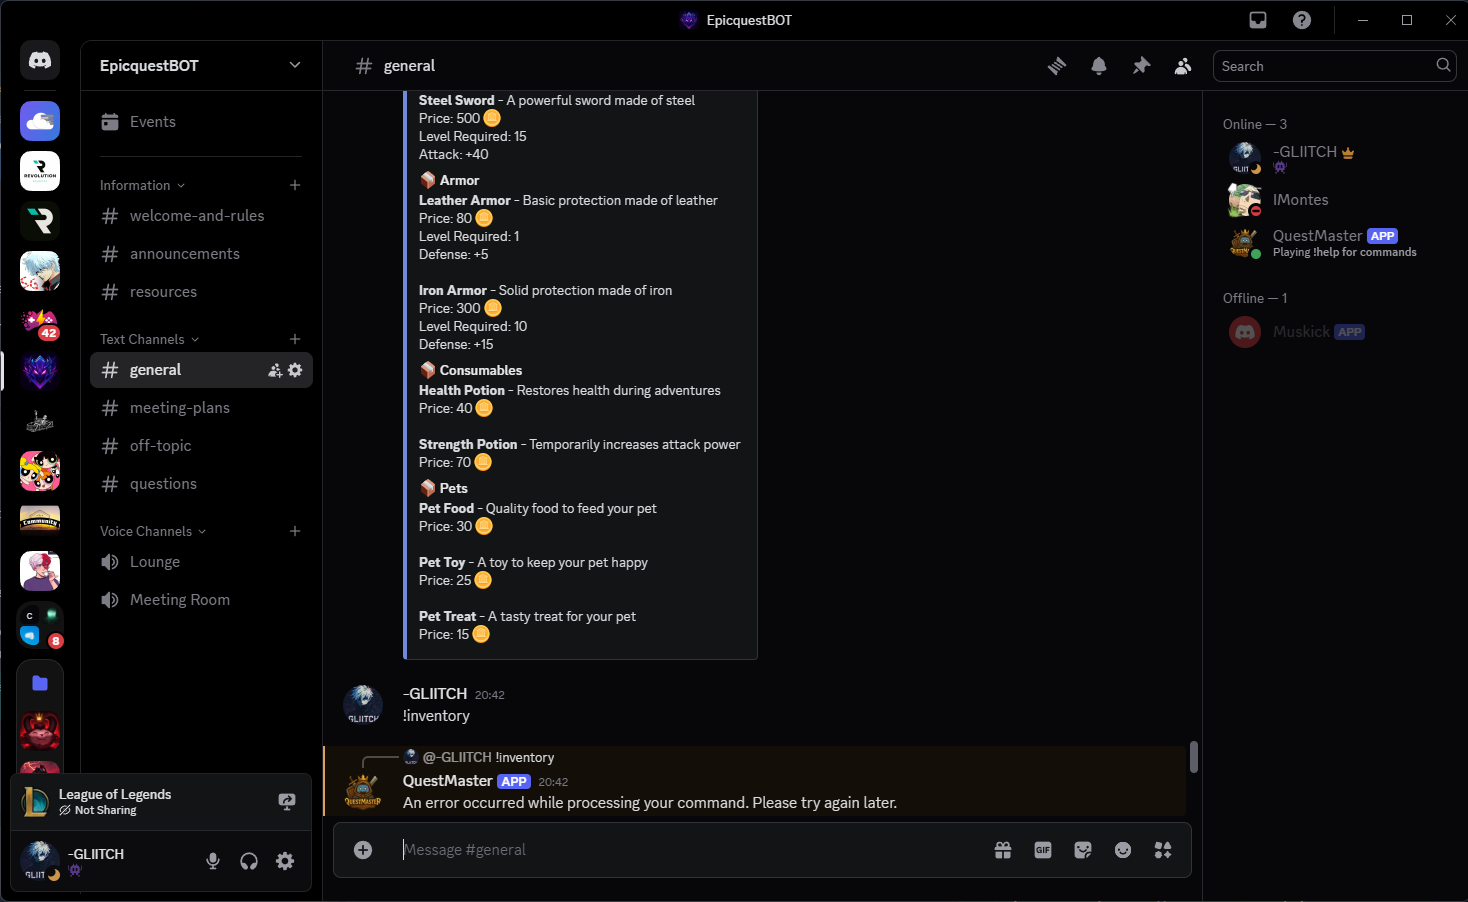 EpicquestBOT
EpicquestBOT
Events
Information
welcome-and-rules
announcements
resources
Text Channels
general
meeting-plans
off-topic
questions
Voice Channels
Lounge
Meeting Room
REVOLUTION
42
Community
C
8
League of Legends
Not Sharing
-GLIITCH
general
Search
Steel Sword - A powerful sword made of steel
Price: 500
Level Required: 15
Attack: +40
Armor
Leather Armor - Basic protection made of leather
Price: 80
Level Required: 1
Defense: +5
Iron Armor - Solid protection made of iron
Price: 300
Level Required: 10
Defense: +15
Consumables
Health Potion - Restores health during adventures
Price: 40
Strength Potion - Temporarily increases attack power
Price: 70
Pets
Pet Food - Quality food to feed your pet
Price: 30
Pet Toy - A toy to keep your pet happy
Price: 25
Pet Treat - A tasty treat for your pet
Price: 15
-GLIITCH 20:42
GLIITCH
!inventory
@-GLIITCH !inventory
QuestMaster APP 20:42
QUESTMASTER
An error occurred while processing your command. Please try again later.
Message #general
GIF
Online — 3
-GLIITCH
IMontes
QuestMaster APP
Playing !help for commands
Offline — 1
Muskick APP